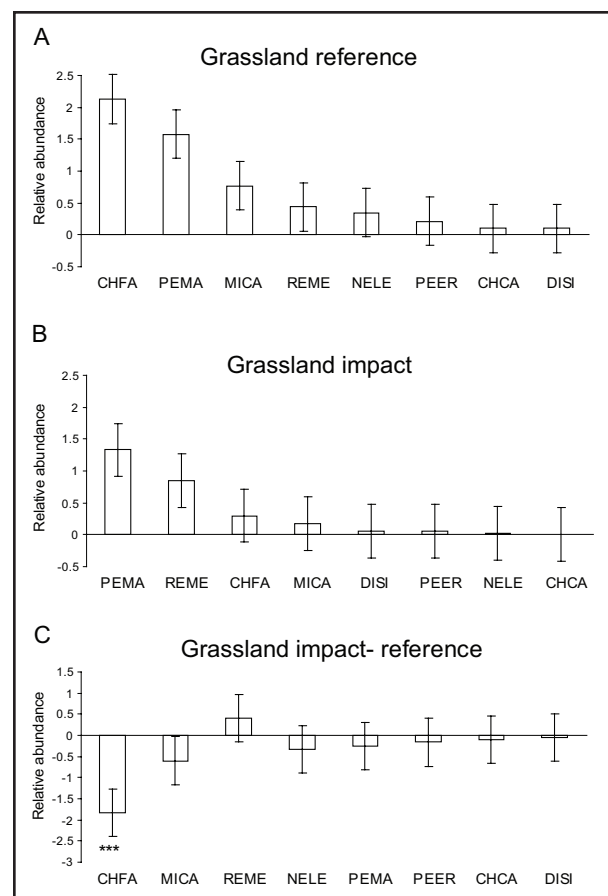 A
Grassland reference
Relative abundance
2.5
2
1.5
1
0.5
0
-0.5
CHFA PEMA MICA REME NELE PEER CHCA DISI
B
Grassland impact
Relative abundance
2.5
2
1.5
1
0.5
0
-0.5
PEMA REME CHFA MICA DISI PEER NELE CHCA
C
Grassland impact- reference
Relative abundance
1.5
1
0.5
0
-0.5
-1
-1.5
-2
-2.5
-3
***
CHFA MICA REME NELE PEMA PEER CHCA DISI